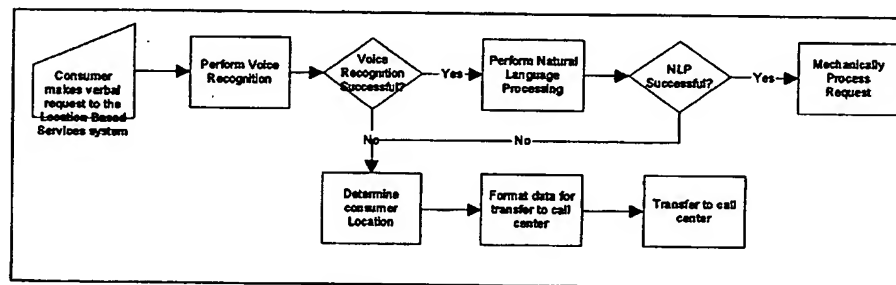 Consumer
makes verbal
request to the
Location Based
Services system
Perform Voice
Recognition
Voice
Recognition
Successful?
Yes
Perform Natural
Language
Processing
NLP
Successful?
Yes
Mechanically
Process
Request
No
No
Determine
consumer
Location
Format data for
transfer to call
center
Transfer to call
center